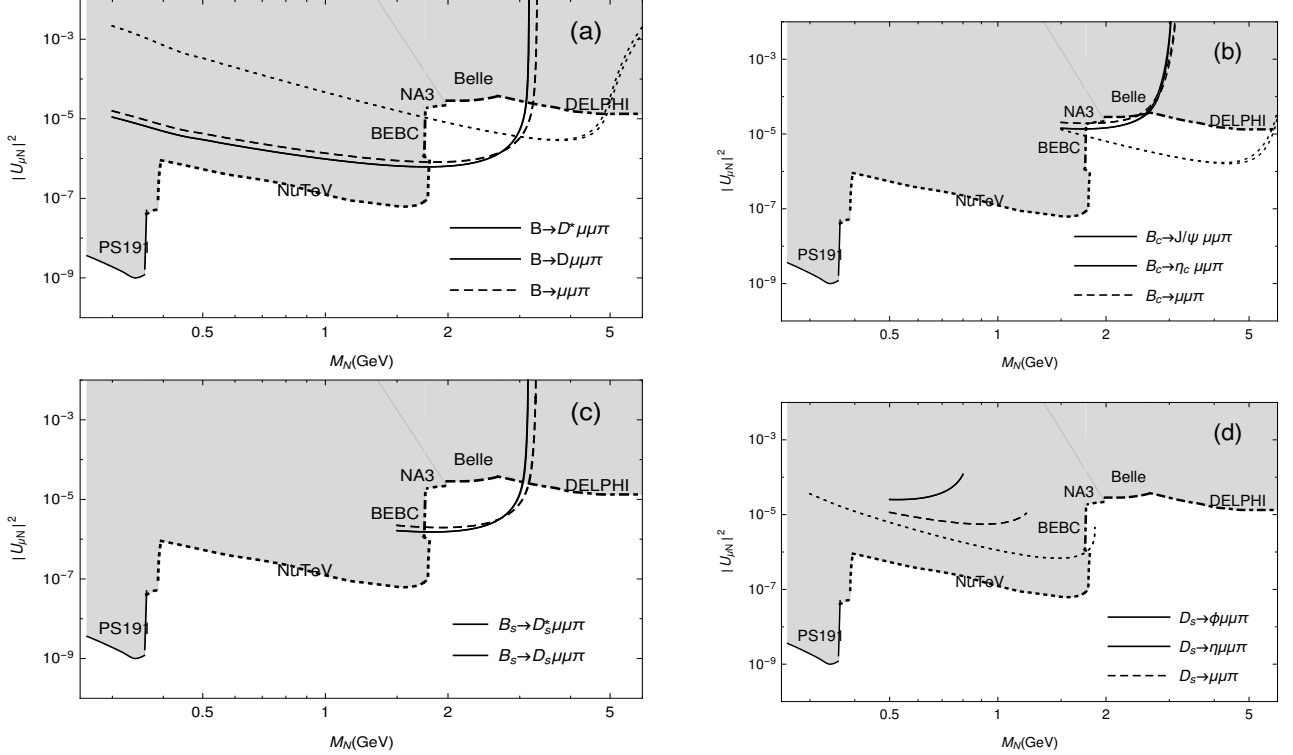 (a)
10⁻³
10⁻⁵
10⁻⁷
10⁻⁹
|U_μN|²
Belle
NA3
DELPHI
BEBC
NuTeV
PS191
B→D*μμπ
B→Dμμπ
B→μμπ
0.5 1 2 5
M_N(GeV)
(b)
10⁻³
10⁻⁵
10⁻⁷
10⁻⁹
|U_μN|²
Belle
NA3
DELPHI
BEBC
NuTeV
PS191
B_c→J/ψ μμπ
B_c→η_c μμπ
B_c→μμπ
0.5 1 2 5
M_N(GeV)
(c)
10⁻³
10⁻⁵
10⁻⁷
10⁻⁹
|U_μN|²
Belle
NA3
DELPHI
BEBC
NuTeV
PS191
B_s→D_s*μμπ
B_s→D_sμμπ
0.5 1 2 5
M_N(GeV)
(d)
10⁻³
10⁻⁵
10⁻⁷
10⁻⁹
|U_μN|²
Belle
NA3
DELPHI
BEBC
NuTeV
PS191
D_s→ϕμμπ
D_s→ημμπ
D_s→μμπ
0.5 1 2 5
M_N(GeV)